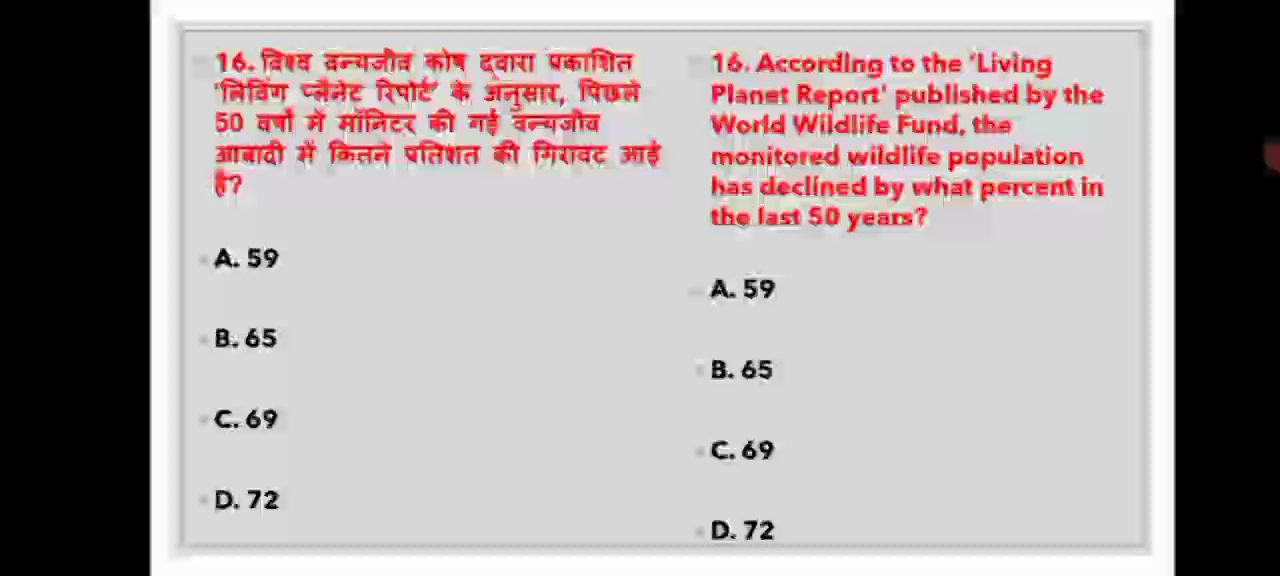 16. विश्व वन्यजीव कोष द्वारा प्रकाशित
'लिविंग प्लैनेट रिपोर्ट' के अनुसार, पिछले
50 वर्षों में मॉनिटर की गई वन्यजीव
आबादी में कितने प्रतिशत की गिरावट आई
है?
A. 59
B. 65
C. 69
D. 72
16. According to the 'Living
Planet Report' published by the
World Wildlife Fund, the
monitored wildlife population
has declined by what percent in
the last 50 years?
A. 59
B. 65
C. 69
D. 72